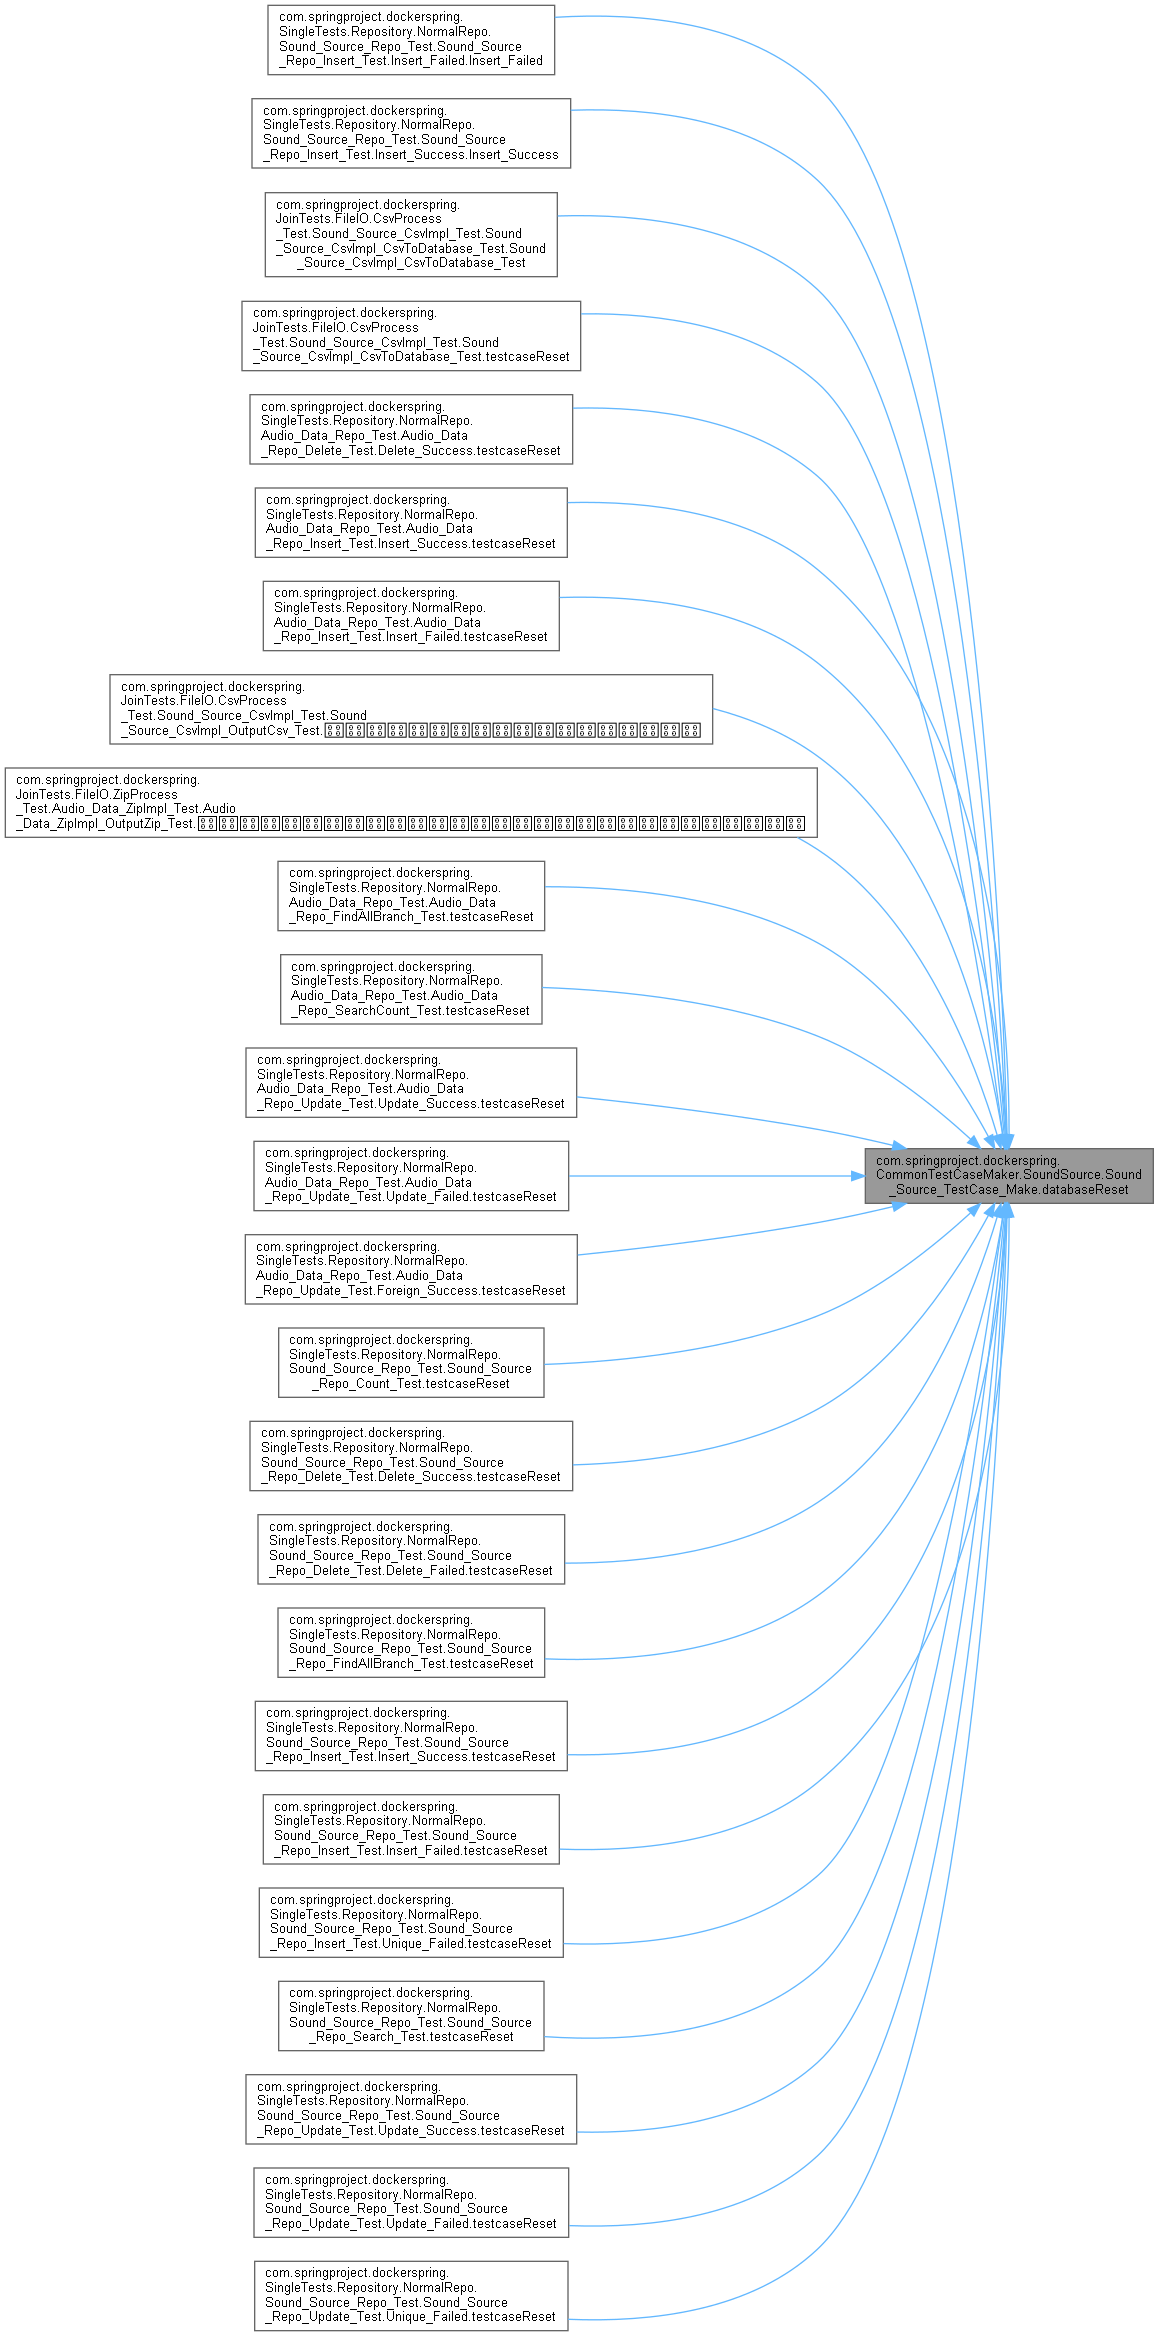 com.springproject.dockerspring.
SingleTests.Repository.NormalRepo.
Sound_Source_Repo_Test.Sound_Source
_Repo_Insert_Test.Insert_Failed.Insert_Failed
com.springproject.dockerspring.
SingleTests.Repository.NormalRepo.
Sound_Source_Repo_Test.Sound_Source
_Repo_Insert_Test.Insert_Success.Insert_Success
com.springproject.dockerspring.
JoinTests.FileIO.CsvProcess
_Test.Sound_Source_CsvImpl_Test.Sound
_Source_CsvImpl_CsvToDatabase_Test.Sound
_Source_CsvImpl_CsvToDatabase_Test
com.springproject.dockerspring.
JoinTests.FileIO.CsvProcess
_Test.Sound_Source_CsvImpl_Test.Sound
_Source_CsvImpl_CsvToDatabase_Test.testcaseReset
com.springproject.dockerspring.
SingleTests.Repository.NormalRepo.
Audio_Data_Repo_Test.Audio_Data
_Repo_Delete_Test.Delete_Success.testcaseReset
com.springproject.dockerspring.
SingleTests.Repository.NormalRepo.
Audio_Data_Repo_Test.Audio_Data
_Repo_Insert_Test.Insert_Success.testcaseReset
com.springproject.dockerspring.
SingleTests.Repository.NormalRepo.
Audio_Data_Repo_Test.Audio_Data
_Repo_Insert_Test.Insert_Failed.testcaseReset
com.springproject.dockerspring.
JoinTests.FileIO.CsvProcess
_Test.Sound_Source_CsvImpl_Test.Sound
_Source_CsvImpl_OutputCsv_Test.
com.springproject.dockerspring.
JoinTests.FileIO.ZipProcess
_Test.Audio_Data_ZipImpl_Test.Audio
_Data_ZipImpl_OutputZip_Test.
com.springproject.dockerspring.
SingleTests.Repository.NormalRepo.
Audio_Data_Repo_Test.Audio_Data
_Repo_FindAllBranch_Test.testcaseReset
com.springproject.dockerspring.
SingleTests.Repository.NormalRepo.
Audio_Data_Repo_Test.Audio_Data
_Repo_SearchCount_Test.testcaseReset
com.springproject.dockerspring.
SingleTests.Repository.NormalRepo.
Audio_Data_Repo_Test.Audio_Data
_Repo_Update_Test.Update_Success.testcaseReset
com.springproject.dockerspring.
SingleTests.Repository.NormalRepo.
Audio_Data_Repo_Test.Audio_Data
_Repo_Update_Test.Update_Failed.testcaseReset
com.springproject.dockerspring.
CommonTestCaseMaker.SoundSource.Sound
_Source_TestCase_Make.databaseReset
com.springproject.dockerspring.
SingleTests.Repository.NormalRepo.
Audio_Data_Repo_Test.Audio_Data
_Repo_Update_Test.Foreign_Success.testcaseReset
com.springproject.dockerspring.
SingleTests.Repository.NormalRepo.
Sound_Source_Repo_Test.Sound_Source
_Repo_Count_Test.testcaseReset
com.springproject.dockerspring.
SingleTests.Repository.NormalRepo.
Sound_Source_Repo_Test.Sound_Source
_Repo_Delete_Test.Delete_Success.testcaseReset
com.springproject.dockerspring.
SingleTests.Repository.NormalRepo.
Sound_Source_Repo_Test.Sound_Source
_Repo_Delete_Test.Delete_Failed.testcaseReset
com.springproject.dockerspring.
SingleTests.Repository.NormalRepo.
Sound_Source_Repo_Test.Sound_Source
_Repo_FindAllBranch_Test.testcaseReset
com.springproject.dockerspring.
SingleTests.Repository.NormalRepo.
Sound_Source_Repo_Test.Sound_Source
_Repo_Insert_Test.Insert_Success.testcaseReset
com.springproject.dockerspring.
SingleTests.Repository.NormalRepo.
Sound_Source_Repo_Test.Sound_Source
_Repo_Insert_Test.Insert_Failed.testcaseReset
com.springproject.dockerspring.
SingleTests.Repository.NormalRepo.
Sound_Source_Repo_Test.Sound_Source
_Repo_Insert_Test.Unique_Failed.testcaseReset
com.springproject.dockerspring.
SingleTests.Repository.NormalRepo.
Sound_Source_Repo_Test.Sound_Source
_Repo_Search_Test.testcaseReset
com.springproject.dockerspring.
SingleTests.Repository.NormalRepo.
Sound_Source_Repo_Test.Sound_Source
_Repo_Update_Test.Update_Success.testcaseReset
com.springproject.dockerspring.
SingleTests.Repository.NormalRepo.
Sound_Source_Repo_Test.Sound_Source
_Repo_Update_Test.Update_Failed.testcaseReset
com.springproject.dockerspring.
SingleTests.Repository.NormalRepo.
Sound_Source_Repo_Test.Sound_Source
_Repo_Update_Test.Unique_Failed.testcaseReset